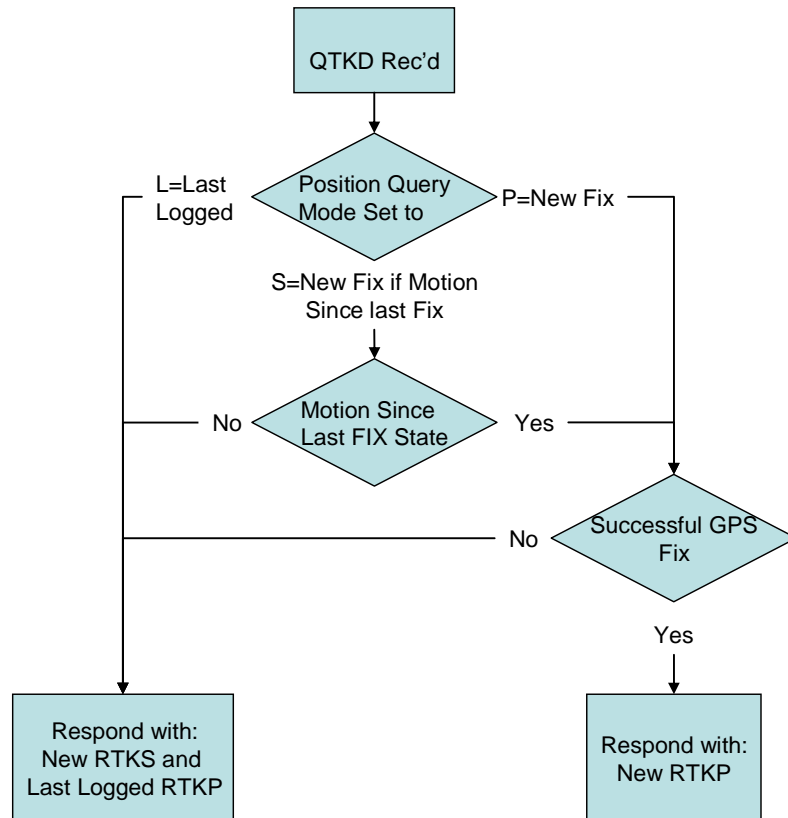 QTKD Rec'd
L=Last
Logged
Position Query
Mode Set to
P=New Fix
S=New Fix if Motion
Since last Fix
No
Motion Since
Last FIX State
Yes
No
Successful GPS
Fix
Yes
Respond with:
New RTKS and
Last Logged RTKP
Respond with:
New RTKP